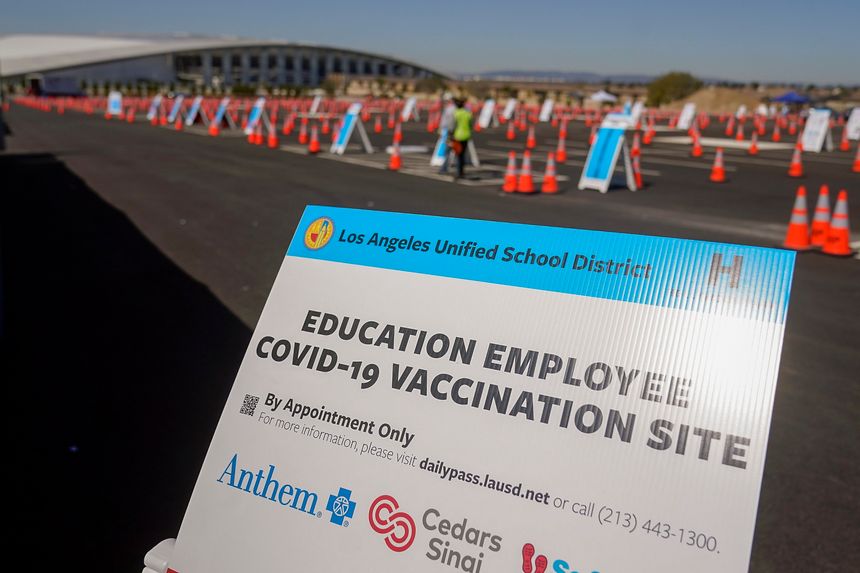 Los Angeles Unified School District
H
EDUCATION EMPLOYEE
COVID-19 VACCINATION SITE
By Appointment Only
For more information, please visit dailypass.lausd.net or call (213) 443-1300.
Anthem®
Cedars
Sinai